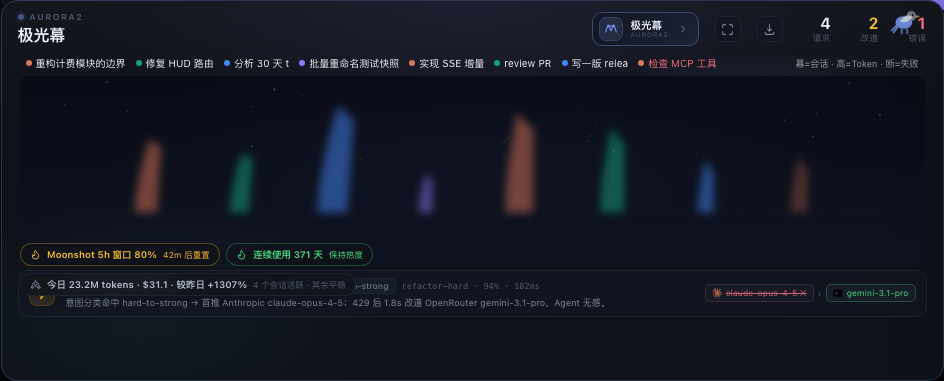 AURORA2
极光幕
极光幕
AURORA2
4
请求
2
改道
1
错误
重构计费模块的边界
修复 HUD 路由
分析 30 天 t
批量重命名测试快照
实现 SSE 增量
review PR
写一版 relea
检查 MCP 工具
幕=会话 · 高=Token · 断=失败
Moonshot 5h 窗口 80% 42m 后重置
连续使用 371 天 保持热度
今日 23.2M tokens · $31.1 · 较昨日 +1307% 4 个会话活跃 · 其余平稳
-strong
refactor-hard · 94% · 182ms
意图分类命中 hard-to-strong → 首推 Anthropic claude-opus-4-5；429 后 1.8s 改道 OpenRouter gemini-3.1-pro，Agent 无感。
claude-opus-4-5 ✕
gemini-3.1-pro